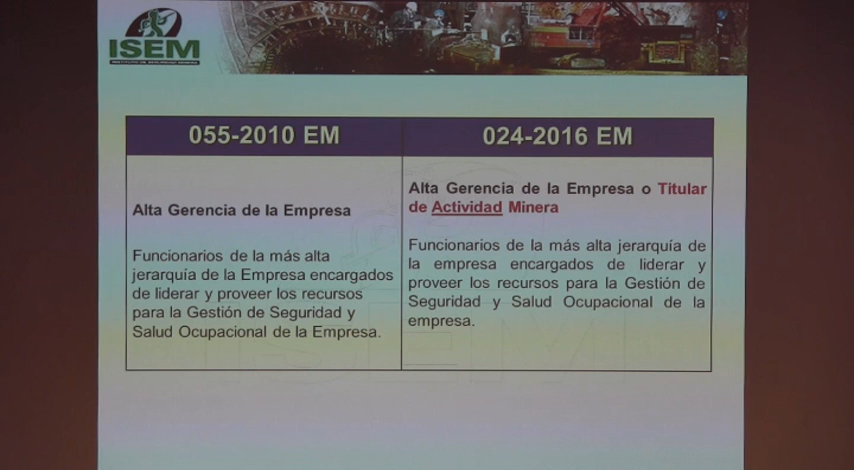 ISEM
055-2010 EM
024-2016 EM
Alta Gerencia de la Empresa
Funcionarios de la más alta
jerarquía de la Empresa encargados
de liderar y proveer los recursos
para la Gestión de Seguridad y
Salud Ocupacional de la Empresa.
Alta Gerencia de la Empresa o Titular
de Actividad Minera
Funcionarios de la más alta jerarquía de
la empresa encargados de liderar y
proveer los recursos para la Gestión de
Seguridad y Salud Ocupacional de la
empresa.